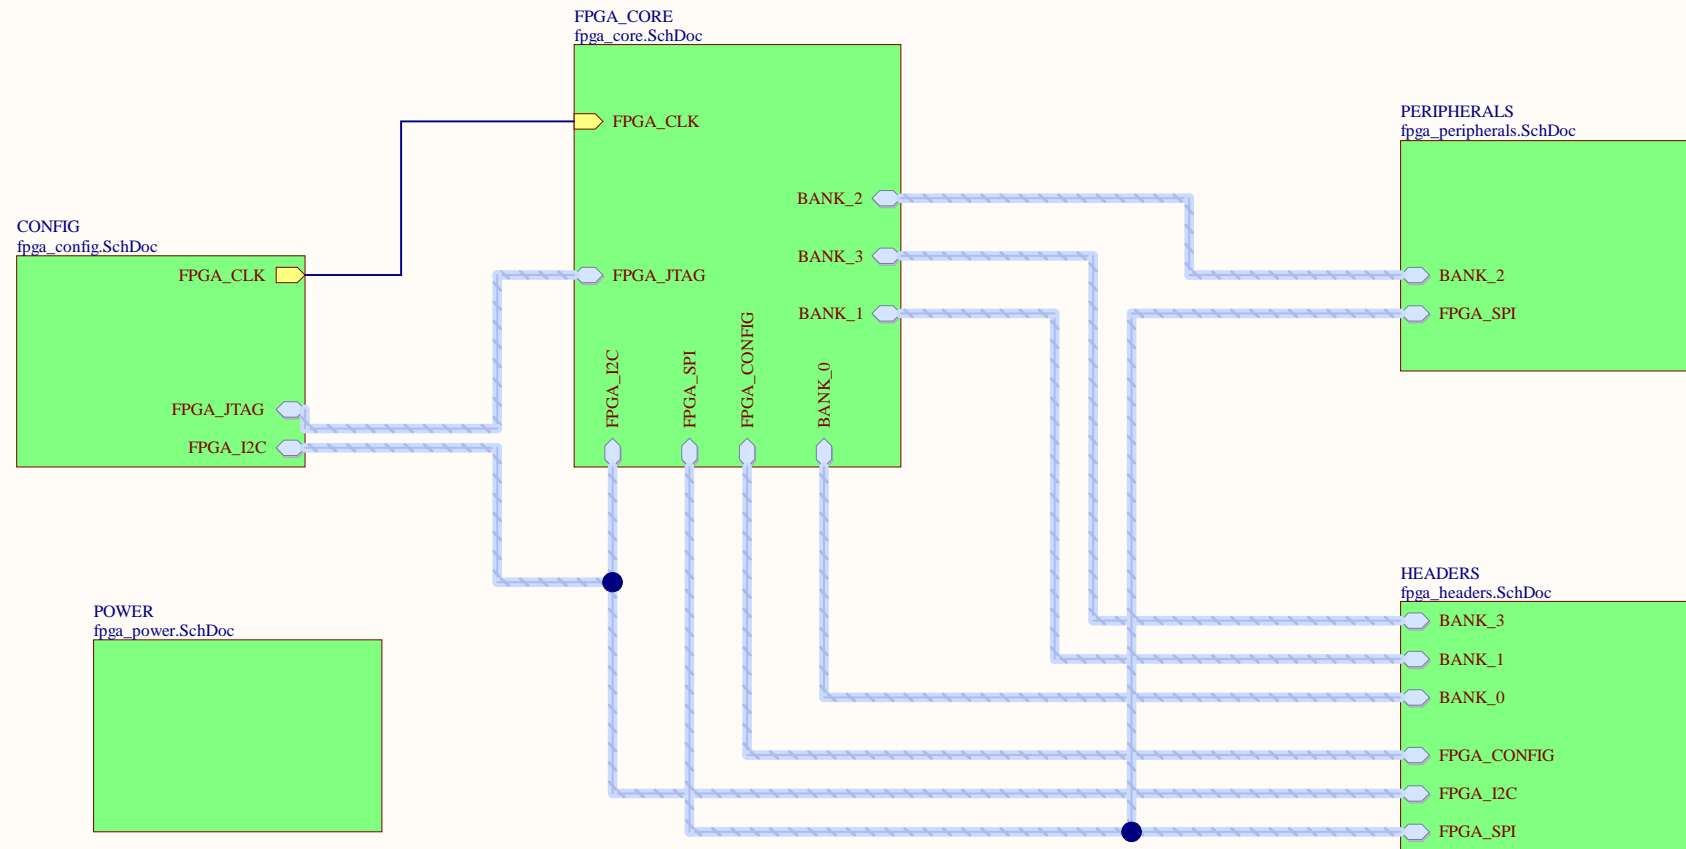 FPGA_CORE
fpga_core.SchDoc
FPGA_CLK
BANK_2
BANK_3
FPGA_JTAG
BANK_1
FPGA_I2C
FPGA_SPI
FPGA_CONFIG
BANK_0
CONFIG
fpga_config.SchDoc
FPGA_CLK
FPGA_JTAG
FPGA_I2C
POWER
fpga_power.SchDoc
PERIPHERALS
fpga_peripherals.SchDoc
BANK_2
FPGA_SPI
HEADERS
fpga_headers.SchDoc
BANK_3
BANK_1
BANK_0
FPGA_CONFIG
FPGA_I2C
FPGA_SPI